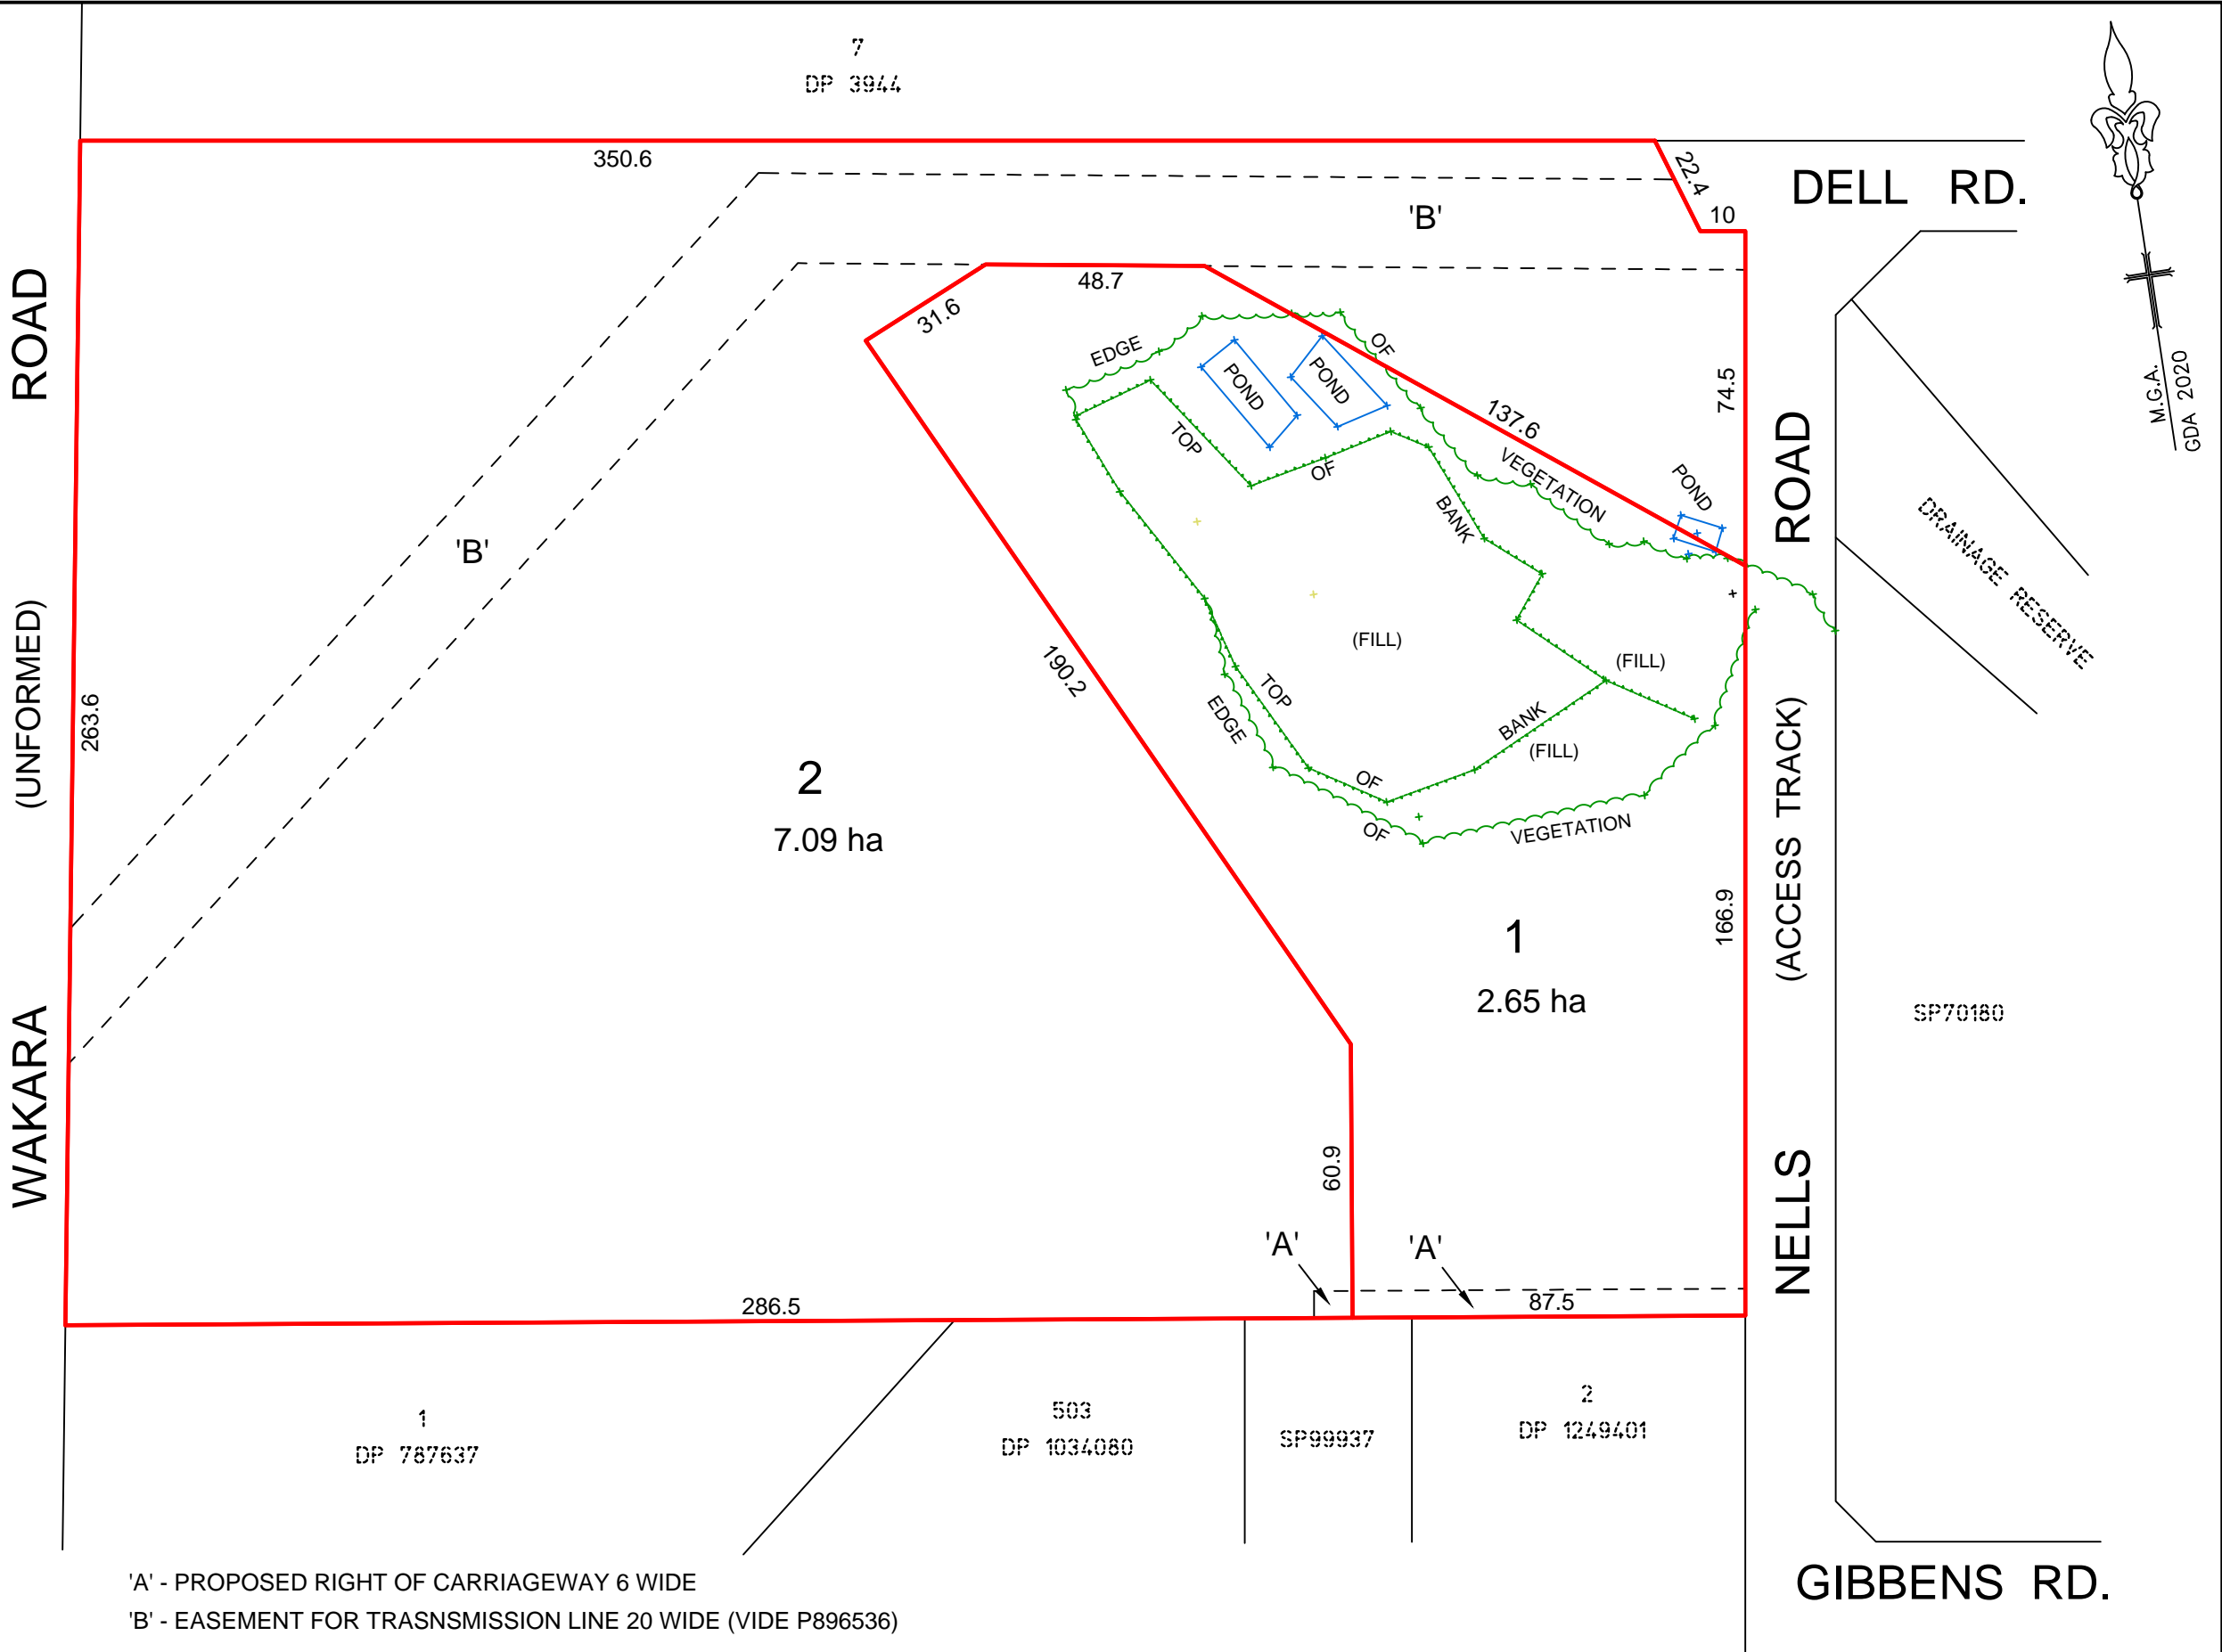 7
DP 3944
350.6
22.4
10
DELL RD.
'B'
48.7
31.6
EDGE
OF
VEGETATION
POND
POND
POND
137.6
74.5
TOP
OF
BANK
M.G.A.
GDA 2020
ROAD
(UNFORMED)
WAKARA
263.6
'B'
190.2
(FILL)
(FILL)
(FILL)
TOP
OF
BANK
EDGE
OF
VEGETATION
2
7.09 ha
1
2.65 ha
166.9
ROAD
(ACCESS TRACK)
NELLS
DRAINAGE RESERVE
SP70180
60.9
'A'
'A'
286.5
87.5
1
DP 787637
503
DP 1034080
SP99937
2
DP 1249401
GIBBENS RD.
'A' - PROPOSED RIGHT OF CARRIAGEWAY 6 WIDE
'B' - EASEMENT FOR TRASNSMISSION LINE 20 WIDE (VIDE P896536)